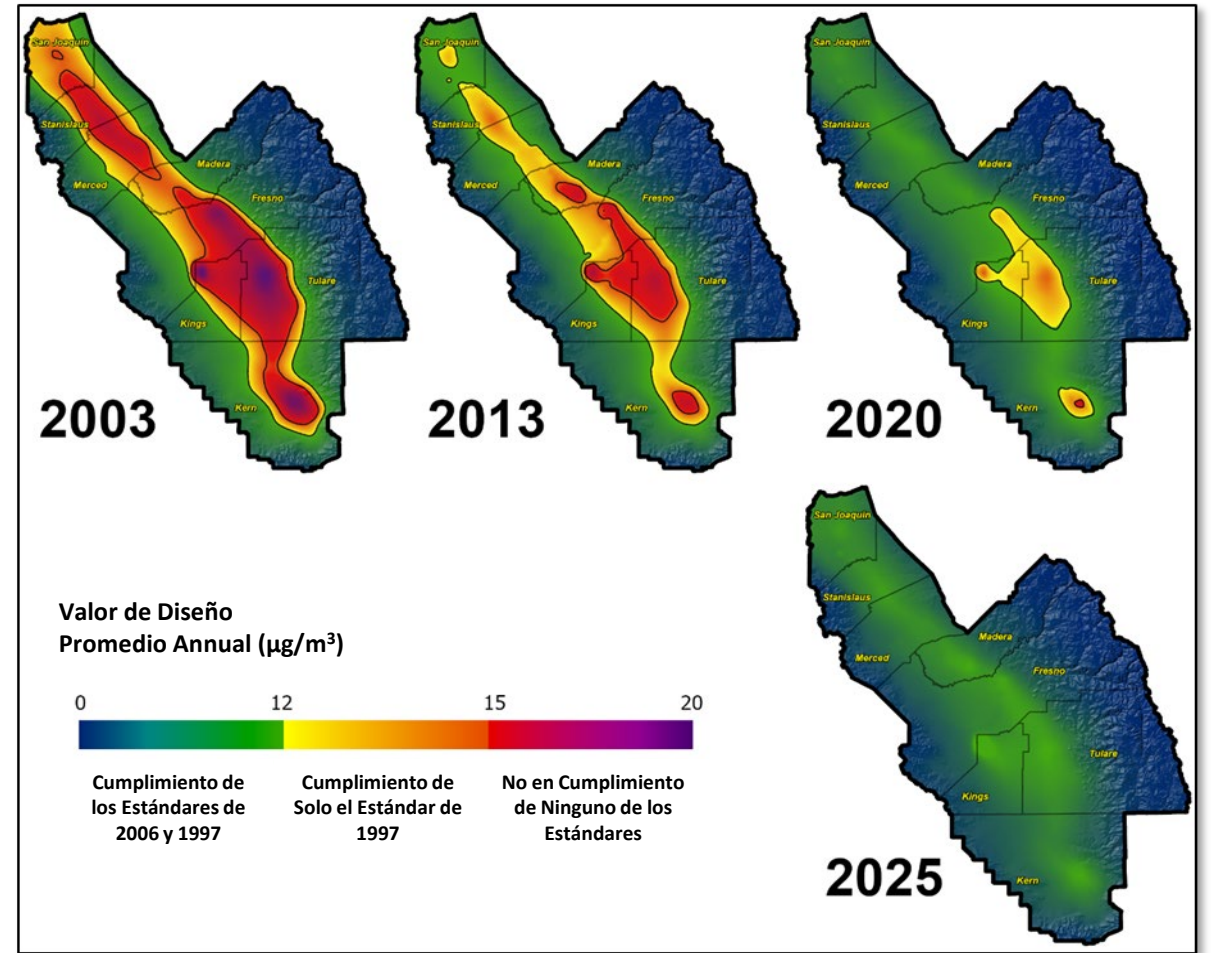 San Joaquin
Stanislaus
Merced
Madera
Fresno
Tulare
Kings
Kern
2003
San Joaquin
Stanislaus
Merced
Madera
Fresno
Tulare
Kings
Kern
2013
San Joaquin
Stanislaus
Merced
Madera
Fresno
Tulare
Kings
Kern
2020
San Joaquin
Stanislaus
Merced
Madera
Fresno
Tulare
Kings
Kern
2025
Valor de Diseño
Promedio Annual (µg/m³)
0 12 15 20
Cumplimiento de
los Estándares de
2006 y 1997
Cumplimiento de
Solo el Estándar de
1997
No en Cumplimiento
de Ninguno de los
Estándares